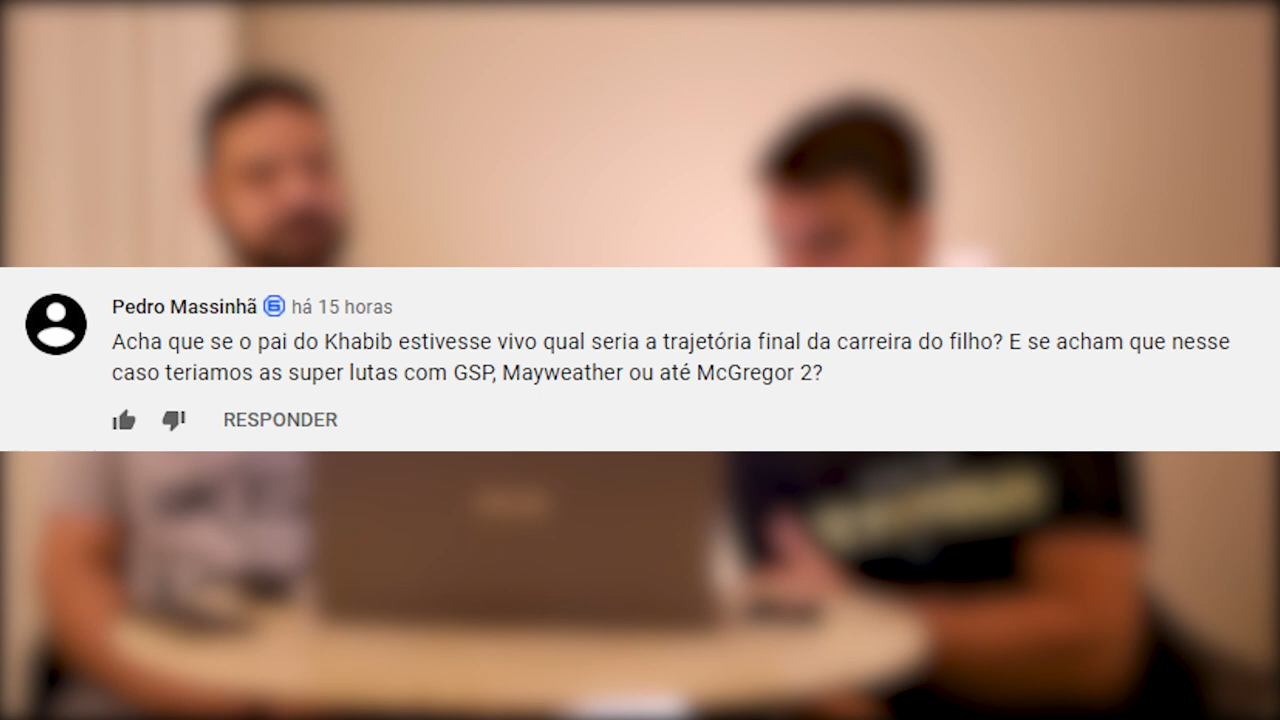 Pedro Massinhã há 15 horas
Acha que se o pai do Khabib estivesse vivo qual seria a trajetória final da carreira do filho? E se acham que nesse
caso teriamos as super lutas com GSP, Mayweather ou até McGregor 2?
RESPONDER